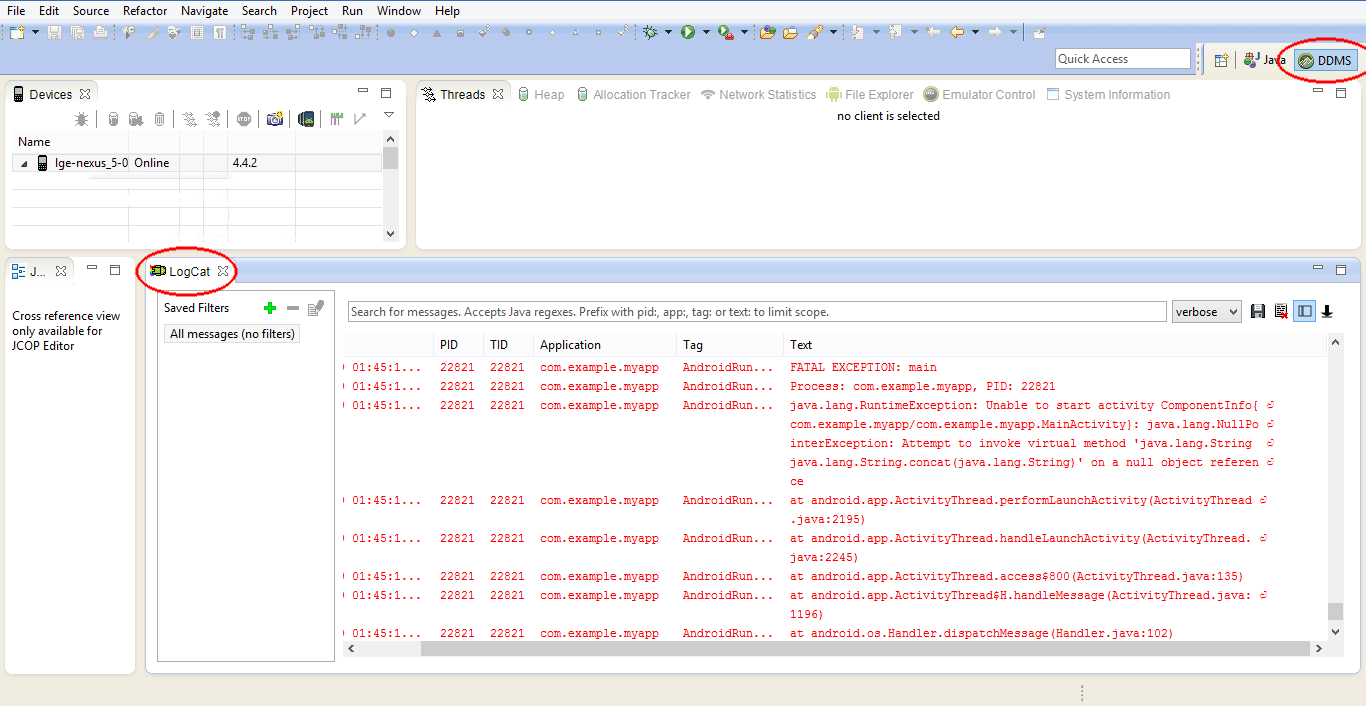 File Edit Source Refactor Navigate Search Project Run Window Help
Quick Access
Java
DDMS
Devices
Name
lge-nexus_5-0 Online 4.4.2
Threads Heap Allocation Tracker Network Statistics File Explorer Emulator Control System Information
no client is selected
J...
Cross reference view
only available for
JCOP Editor
LogCat
Saved Filters
All messages (no filters)
Search for messages. Accepts Java regexes. Prefix with pid:, app:, tag: or text: to limit scope.
verbose
PID TID Application Tag Text
01:45:1... 22821 22821 com.example.myapp AndroidRun... FATAL EXCEPTION: main
01:45:1... 22821 22821 com.example.myapp AndroidRun... Process: com.example.myapp, PID: 22821
01:45:1... 22821 22821 com.example.myapp AndroidRun... java.lang.RuntimeException: Unable to start activity ComponentInfo{
com.example.myapp/com.example.myapp.MainActivity}: java.lang.NullPo
interException: Attempt to invoke virtual method 'java.lang.String
java.lang.String.concat(java.lang.String)' on a null object referen
ce
01:45:1... 22821 22821 com.example.myapp AndroidRun... at android.app.ActivityThread.performLaunchActivity(ActivityThread
.java:2195)
01:45:1... 22821 22821 com.example.myapp AndroidRun... at android.app.ActivityThread.handleLaunchActivity(ActivityThread.
java:2245)
01:45:1... 22821 22821 com.example.myapp AndroidRun... at android.app.ActivityThread.access$800(ActivityThread.java:135)
01:45:1... 22821 22821 com.example.myapp AndroidRun... at android.app.ActivityThread$H.handleMessage(ActivityThread.java:
1196)
01:45:1... 22821 22821 com.example.myapp AndroidRun... at android.os.Handler.dispatchMessage(Handler.java:102)